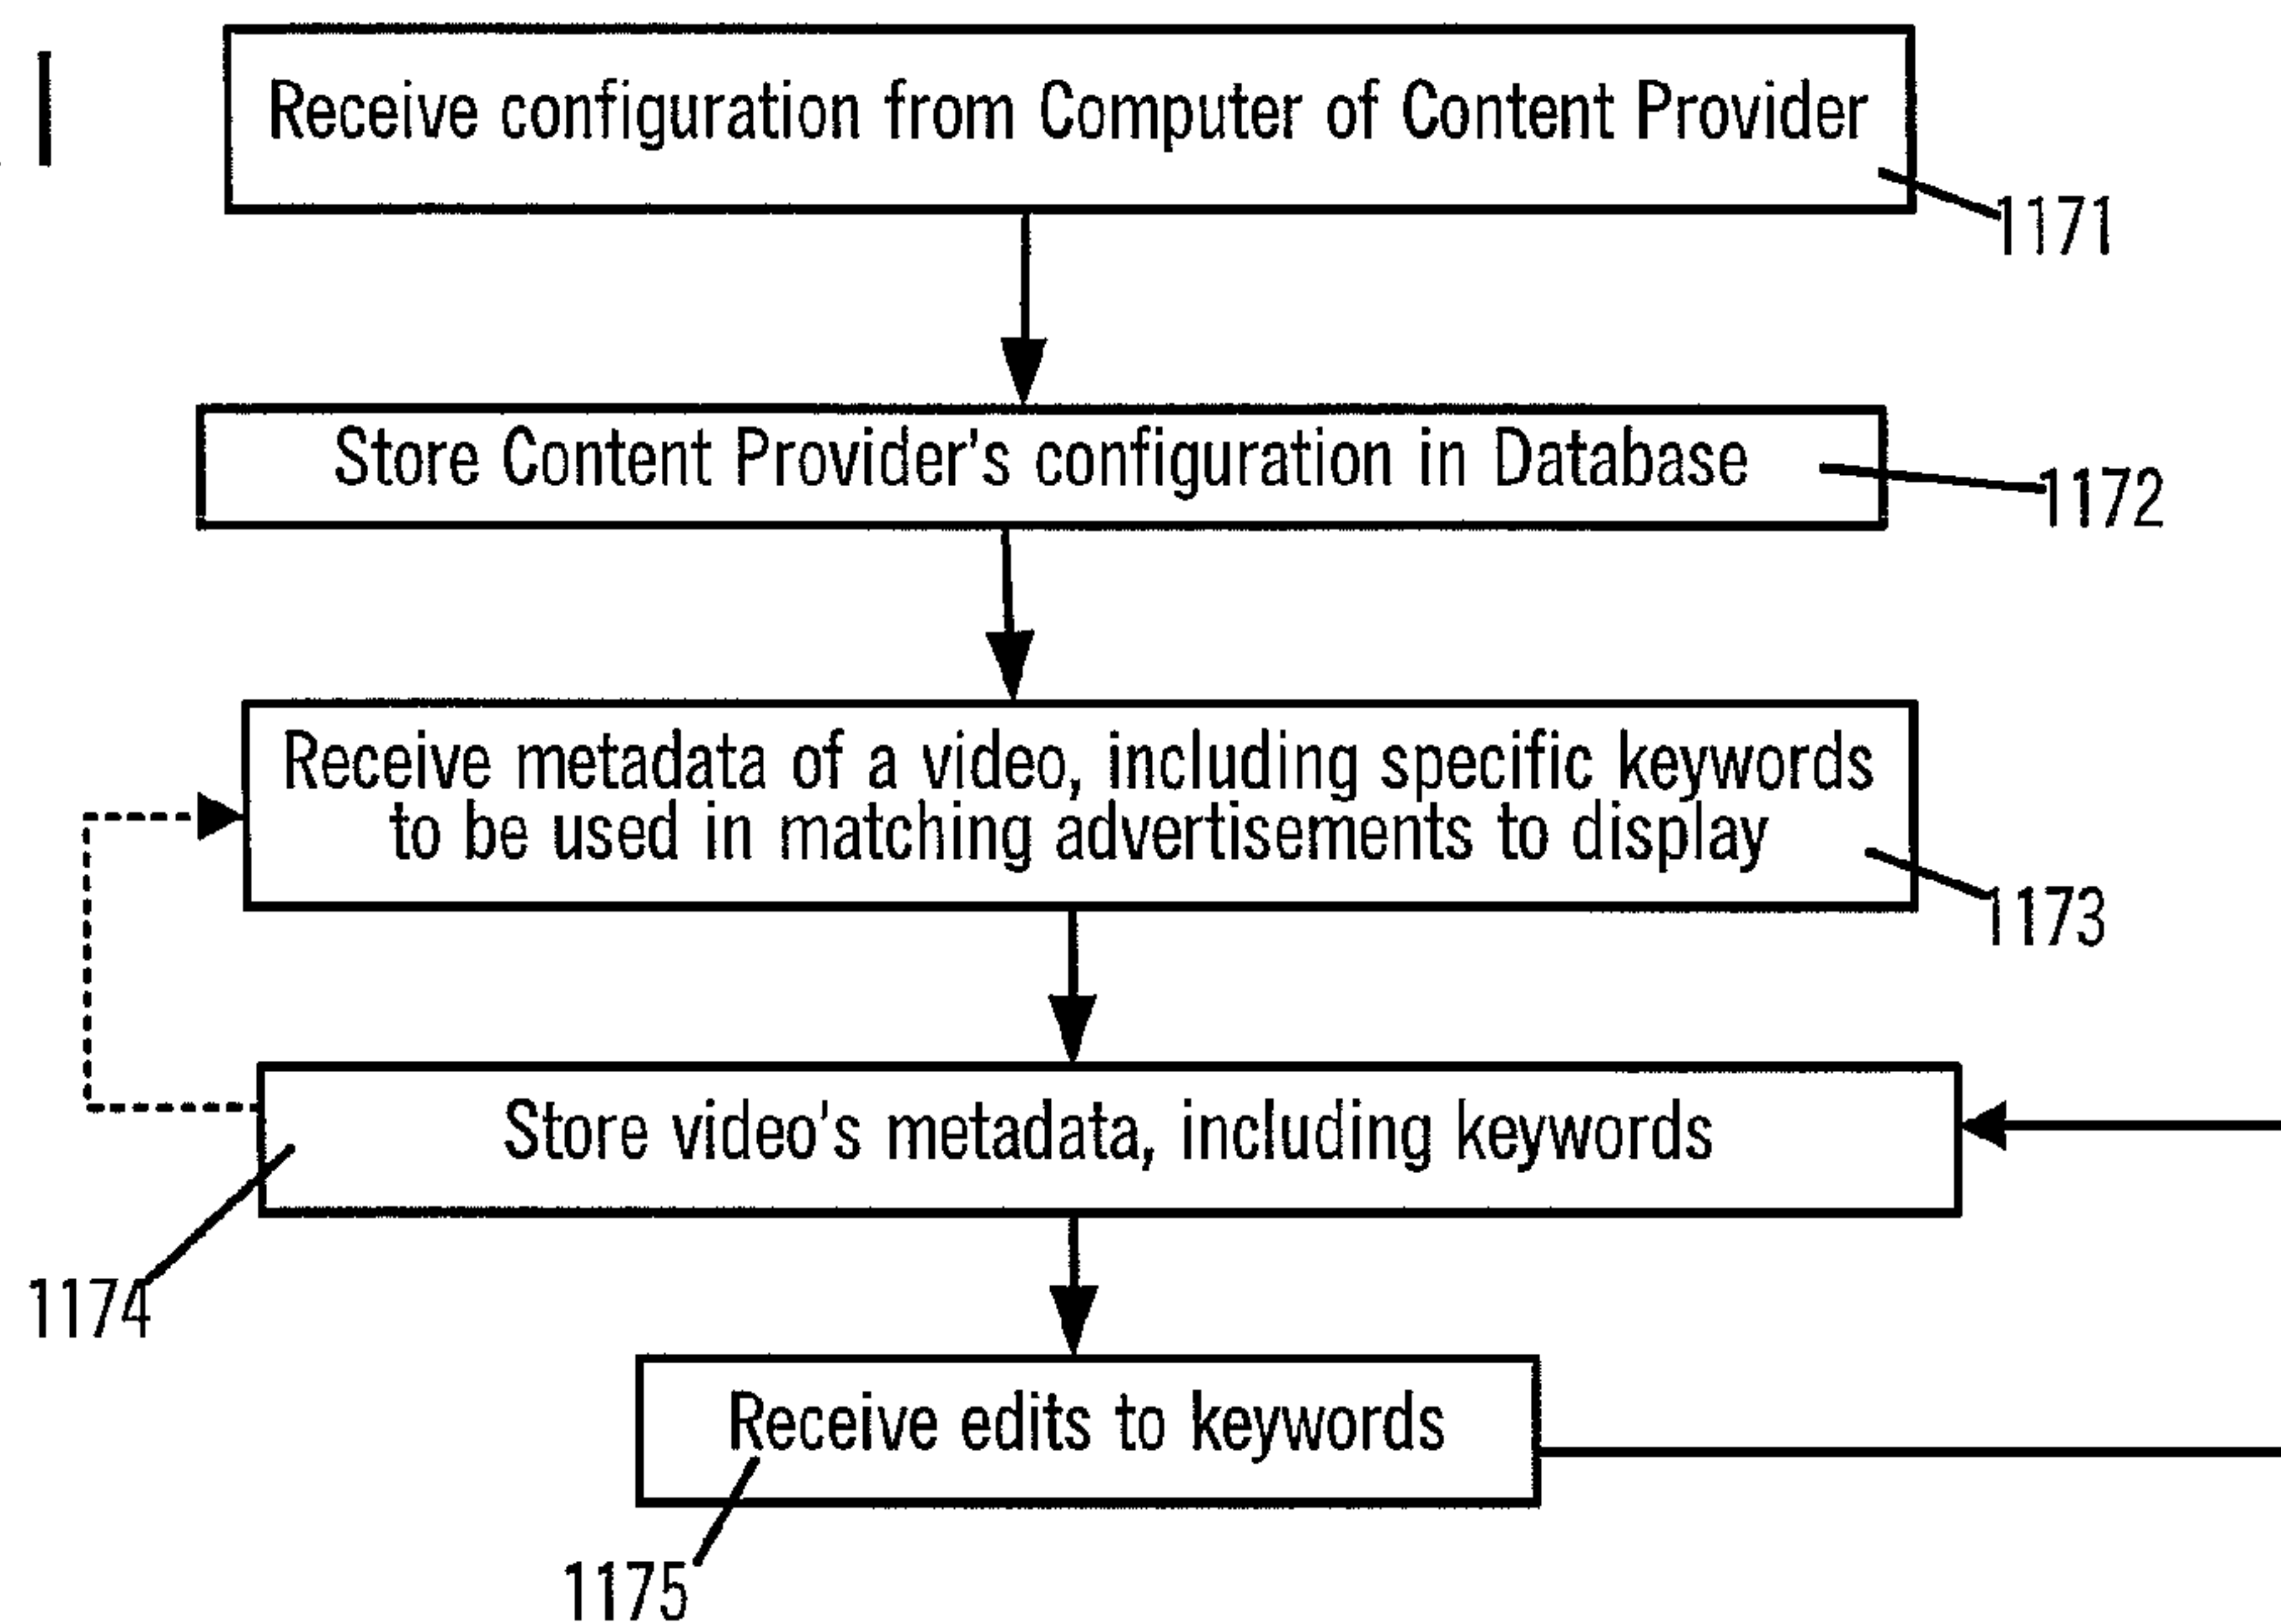 Receive configuration from Computer of Content Provider
1171
Store Content Provider's configuration in Database
1172
Receive metadata of a video, including specific keywords
to be used in matching advertisements to display
1173
Store video's metadata, including keywords
1174
Receive edits to keywords
1175